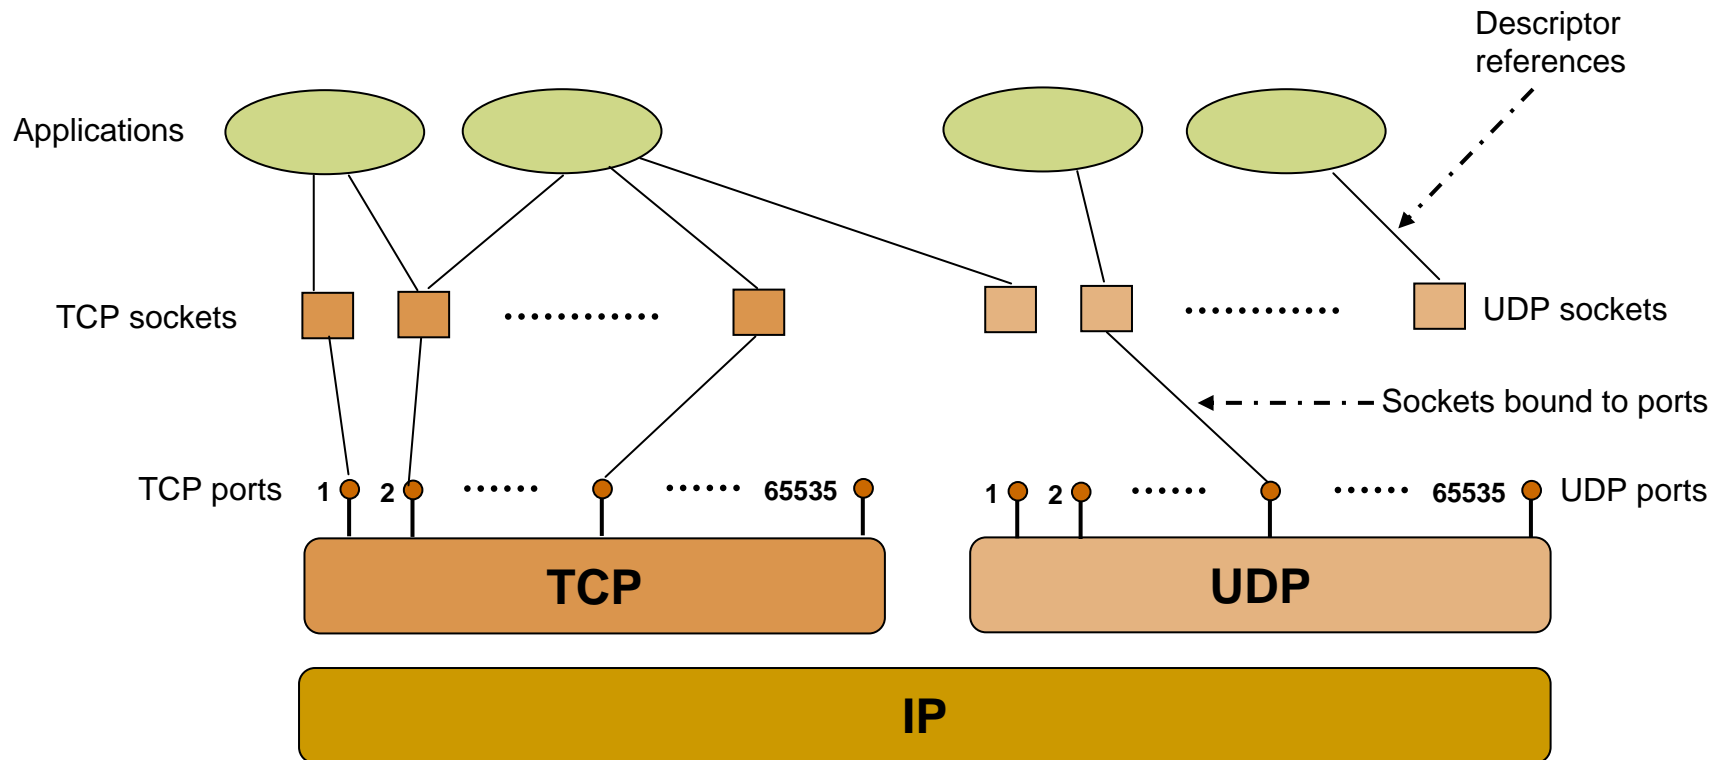 Descriptor
references
Applications
TCP sockets
UDP sockets
Sockets bound to ports
TCP ports 1 2 65535 1 2 65535 UDP ports
TCP
UDP
IP